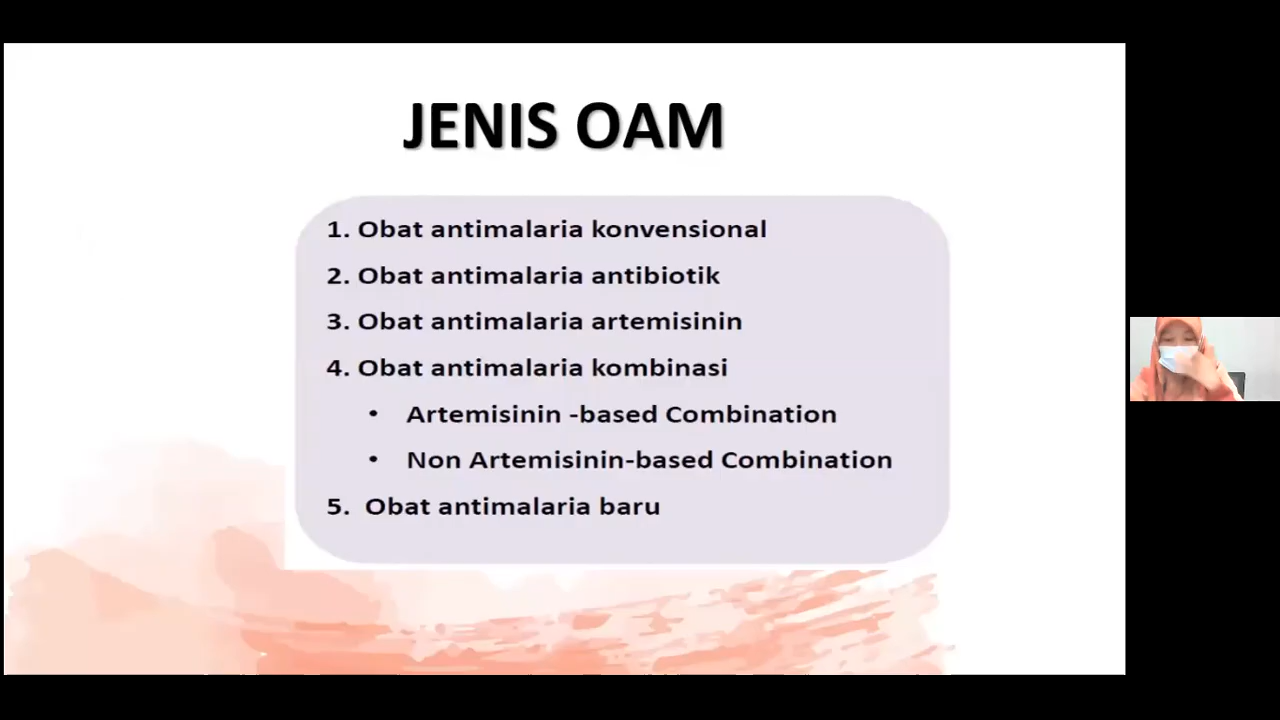 JENIS OAM
1. Obat antimalaria konvensional
2. Obat antimalaria antibiotik
3. Obat antimalaria artemisinin
4. Obat antimalaria kombinasi
• Artemisinin -based Combination
• Non Artemisinin-based Combination
5. Obat antimalaria baru